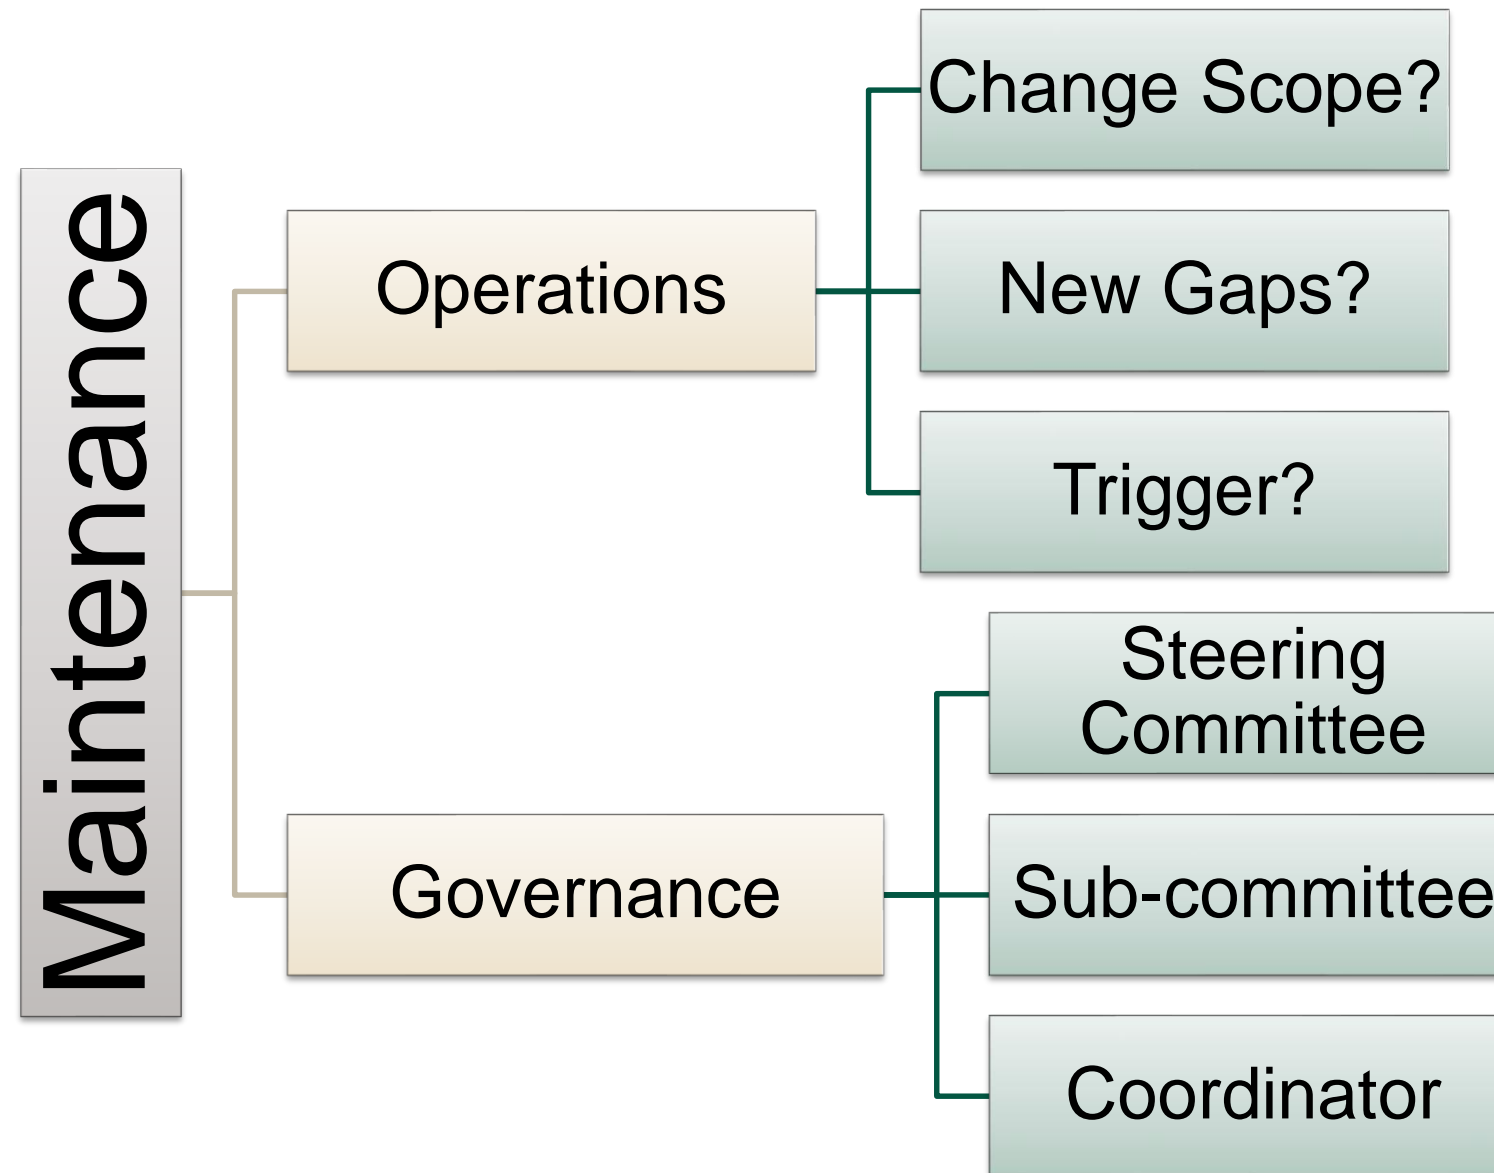 Maintenance
Operations
Change Scope?
New Gaps?
Trigger?
Governance
Steering
Committee
Sub-committee
Coordinator